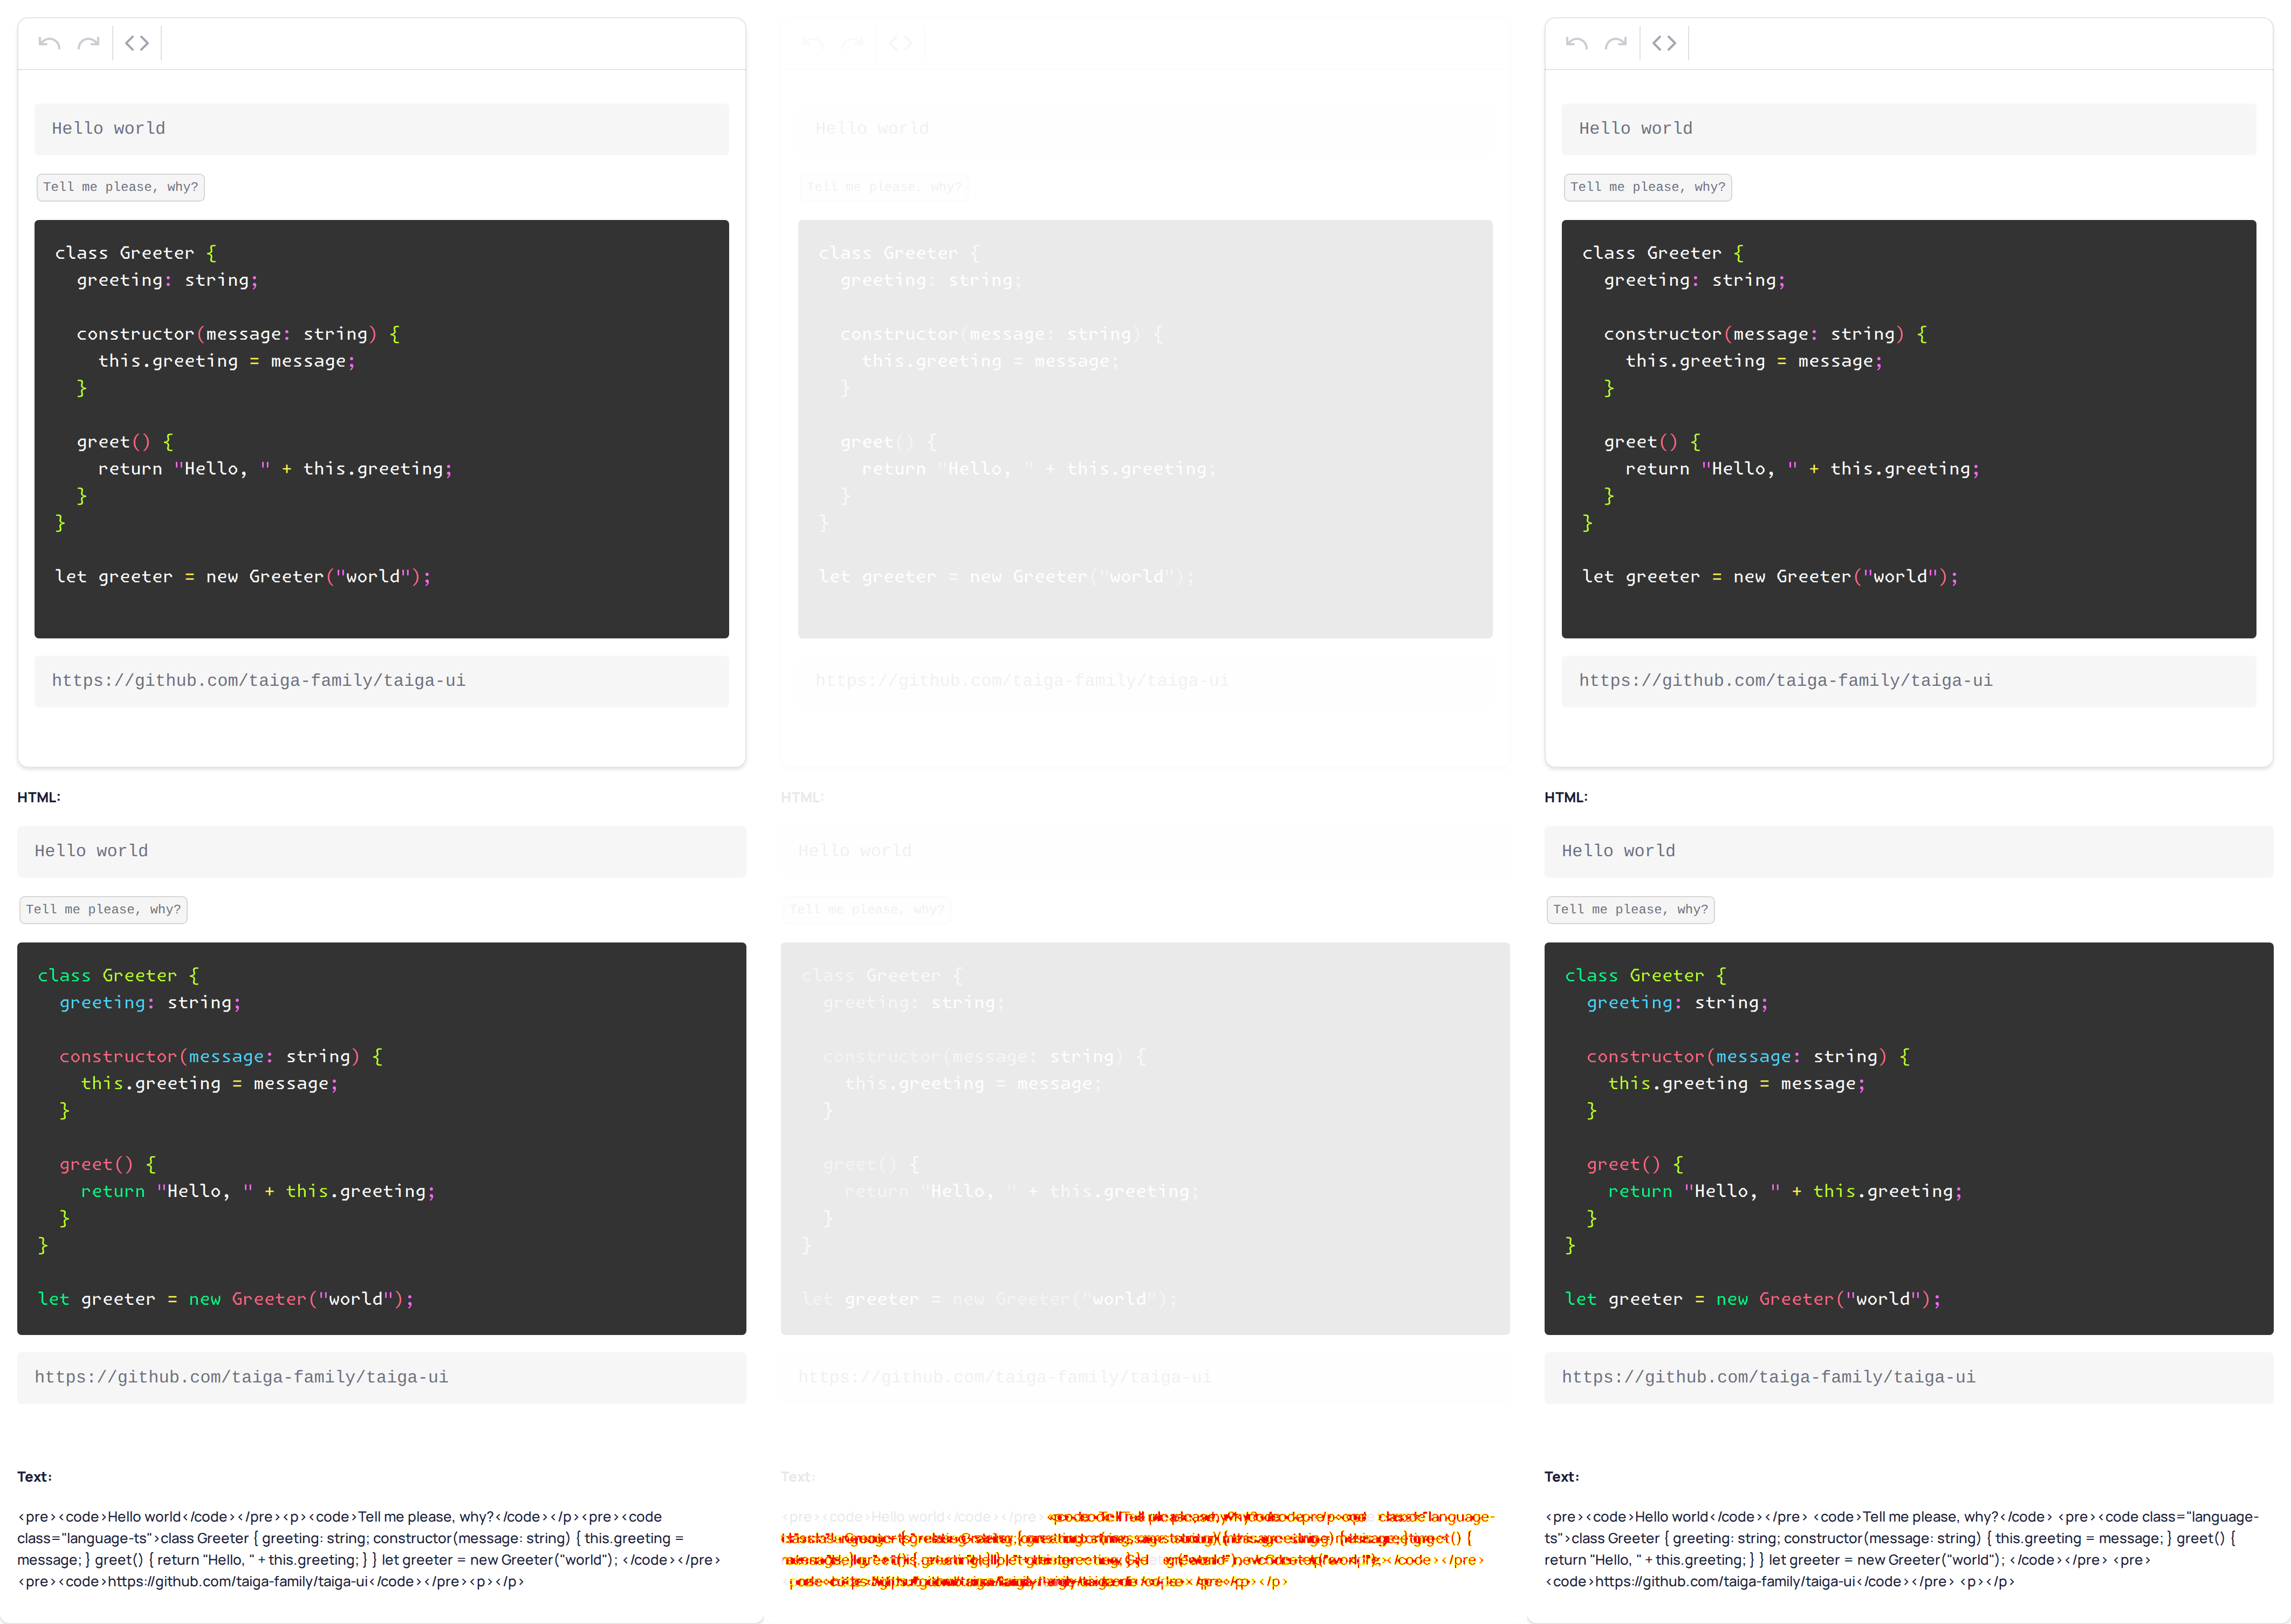 Hello world
Tell me please, why?
class Greeter {
  greeting: string;
  constructor(message: string) {
    this.greeting = message;
  }
  greet() {
    return "Hello, " + this.greeting;
  }
}
let greeter = new Greeter("world");
https://github.com/taiga-family/taiga-ui
HTML:
Hello world
Tell me please, why?
class Greeter {
  greeting: string;
  constructor(message: string) {
    this.greeting = message;
  }
  greet() {
    return "Hello, " + this.greeting;
  }
}
let greeter = new Greeter("world");
https://github.com/taiga-family/taiga-ui
Text:
<pre><code>Hello world</code></pre><p><code>Tell me please, why?</code></p><pre><code
class="language-ts">class Greeter { greeting: string; constructor(message: string) { this.greeting =
message; } greet() { return "Hello, " + this.greeting; } } let greeter = new Greeter("world"); </code></pre>
<pre><code>https://github.com/taiga-family/taiga-ui</code></pre><p></p>
Hello world
Tell me please, why?
class Greeter {
  greeting: string;
  constructor(message: string) {
    this.greeting = message;
  }
  greet() {
    return "Hello, " + this.greeting;
  }
}
let greeter = new Greeter("world");
https://github.com/taiga-family/taiga-ui
HTML:
Hello world
Tell me please, why?
class Greeter {
  greeting: string;
  constructor(message: string) {
    this.greeting = message;
  }
  greet() {
    return "Hello, " + this.greeting;
  }
}
let greeter = new Greeter("world");
https://github.com/taiga-family/taiga-ui
Text:
<pre><code>Hello world</code></pre>
Hello world
Tell me please, why?
class Greeter {
  greeting: string;
  constructor(message: string) {
    this.greeting = message;
  }
  greet() {
    return "Hello, " + this.greeting;
  }
}
let greeter = new Greeter("world");
https://github.com/taiga-family/taiga-ui
HTML:
Hello world
Tell me please, why?
class Greeter {
  greeting: string;
  constructor(message: string) {
    this.greeting = message;
  }
  greet() {
    return "Hello, " + this.greeting;
  }
}
let greeter = new Greeter("world");
https://github.com/taiga-family/taiga-ui
Text:
<pre><code>Hello world</code></pre> <code>Tell me please, why?</code> <pre><code class="language-
ts">class Greeter { greeting: string; constructor(message: string) { this.greeting = message; } greet() {
return "Hello, " + this.greeting; } } let greeter = new Greeter("world"); </code></pre> <pre>
<code>https://github.com/taiga-family/taiga-ui</code></pre> <p></p>